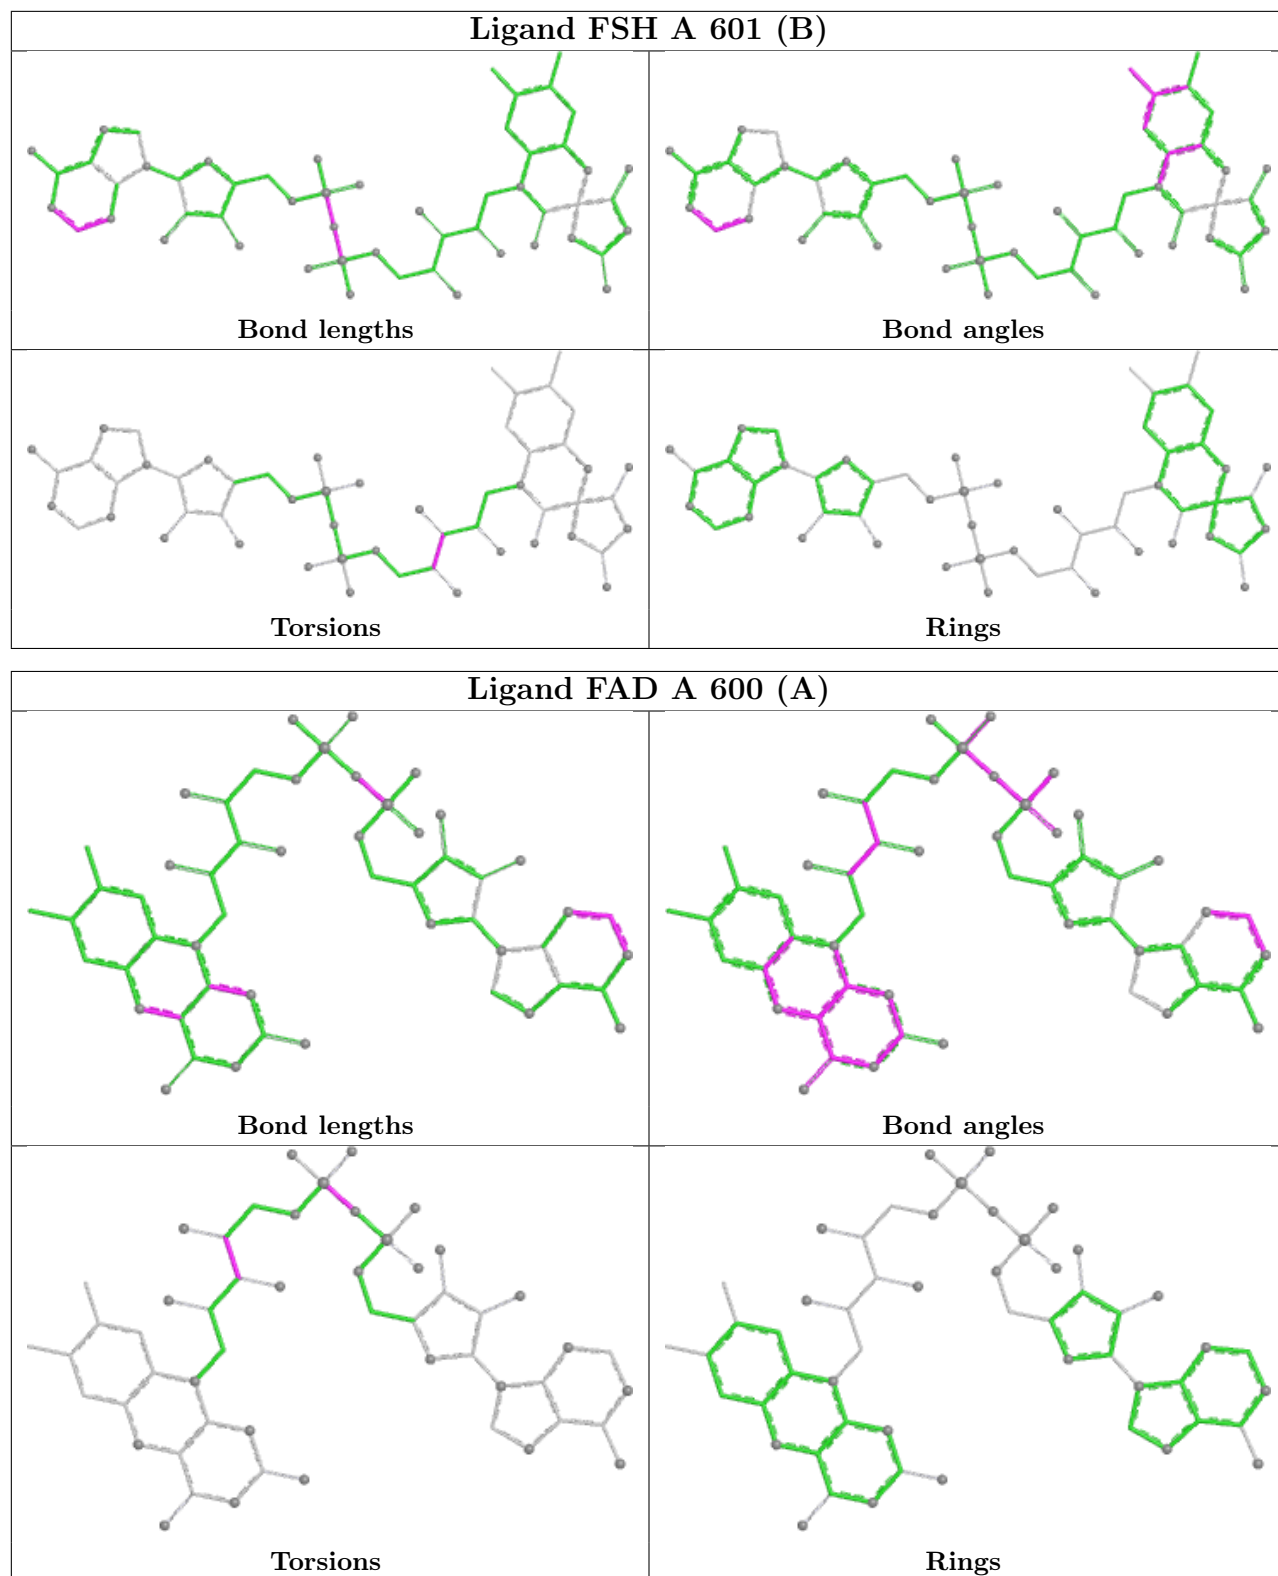 Ligand FSH A 601 (B)
Bond lengths
Bond angles
Torsions
Rings
Ligand FAD A 600 (A)
Bond lengths
Bond angles
Torsions
Rings